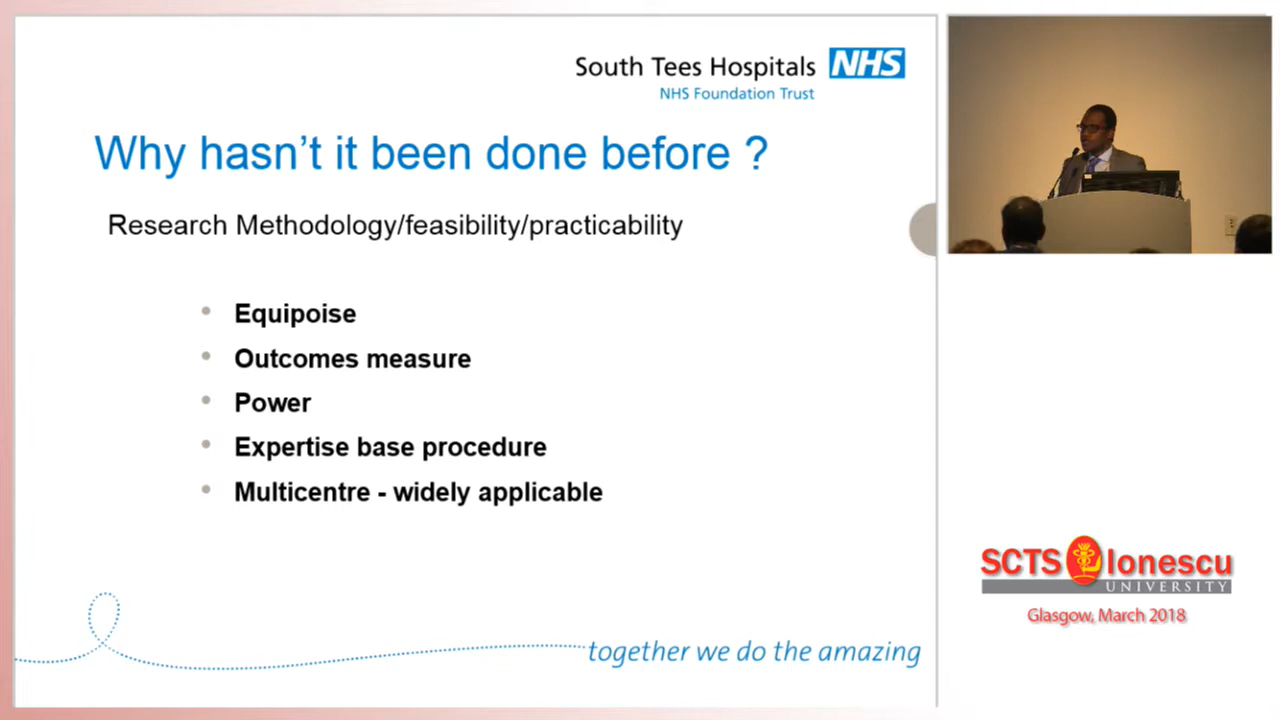 South Tees Hospitals NHS
NHS Foundation Trust
Why hasn't it been done before ?
Research Methodology/feasibility/practicability
• Equipoise
• Outcomes measure
• Power
• Expertise base procedure
• Multicentre - widely applicable
together we do the amazing
SCTS Ionescu
UNIVERSITY
Glasgow, March 2018